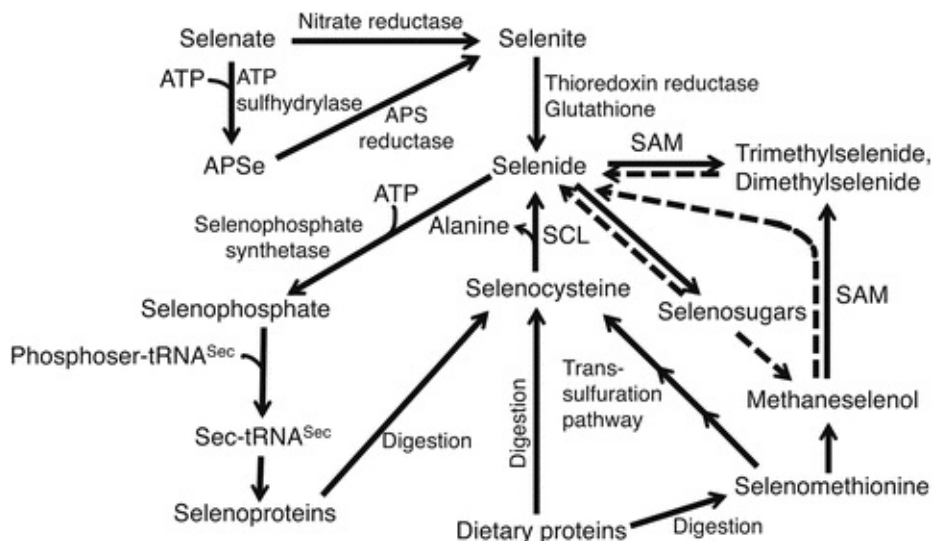 Nitrate reductase
Selenate
Selenite
ATP
ATP
sulfhydrylase
Thioredoxin reductase
Glutathione
APS
reductase
APSe
Selenide
SAM
Trimethylselenide,
Dimethylselenide
ATP
Selenophosphate
synthetase
Alanine
SCL
Selenocysteine
Selenophosphate
Selenosugars
SAM
Phosphoser-tRNASec
Trans-
sulfuration
pathway
Methaneselenol
Sec-tRNASec
Digestion
Digestion
Selenomethionine
Selenoproteins
Dietary proteins
Digestion